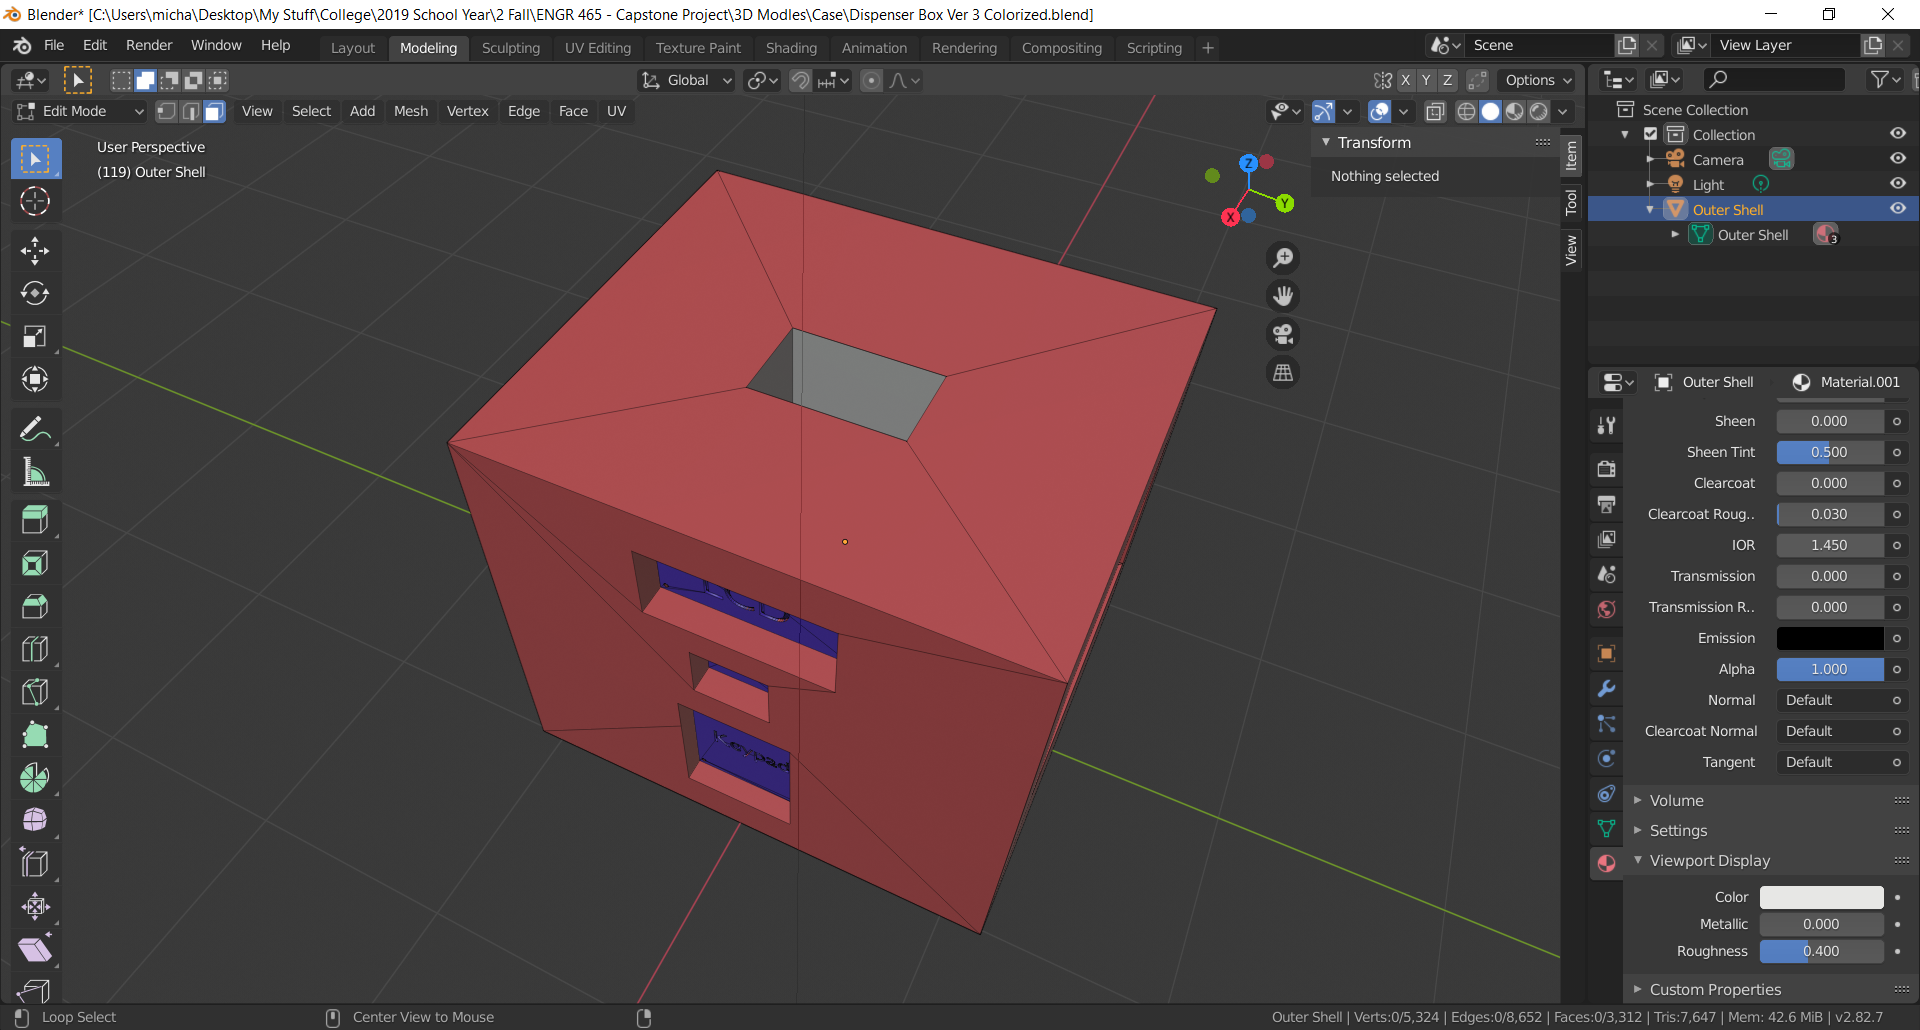 Blender* [C:\Users\micha\Desktop\My Stuff\College\2019 School Year\2 Fall\ENGR 465 - Capstone Project\3D Modles\Case\Dispenser Box Ver 3 Colorized.blend]
File Edit Render Window Help Layout Modeling Sculpting UV Editing Texture Paint Shading Animation Rendering Compositing Scripting + Scene View Layer
Global X Y Z Options
Edit Mode View Select Add Mesh Vertex Edge Face UV
User Perspective
(119) Outer Shell
Z
Y
X
Transform
Nothing selected
Item
Tool
View
Scene Collection
Collection
Camera
Light
Outer Shell
Outer Shell 3
LCD
Keypad
Outer Shell Material.001
Sheen 0.000
Sheen Tint 0.500
Clearcoat 0.000
Clearcoat Roug.. 0.030
IOR 1.450
Transmission 0.000
Transmission R.. 0.000
Emission
Alpha 1.000
Normal Default
Clearcoat Normal Default
Tangent Default
Volume
Settings
Viewport Display
Color
Metallic 0.000
Roughness 0.400
Custom Properties
Loop Select Center View to Mouse Outer Shell | Verts:0/5,324 | Edges:0/8,652 | Faces:0/3,312 | Tris:7,647 | Mem: 42.6 MiB | v2.82.7